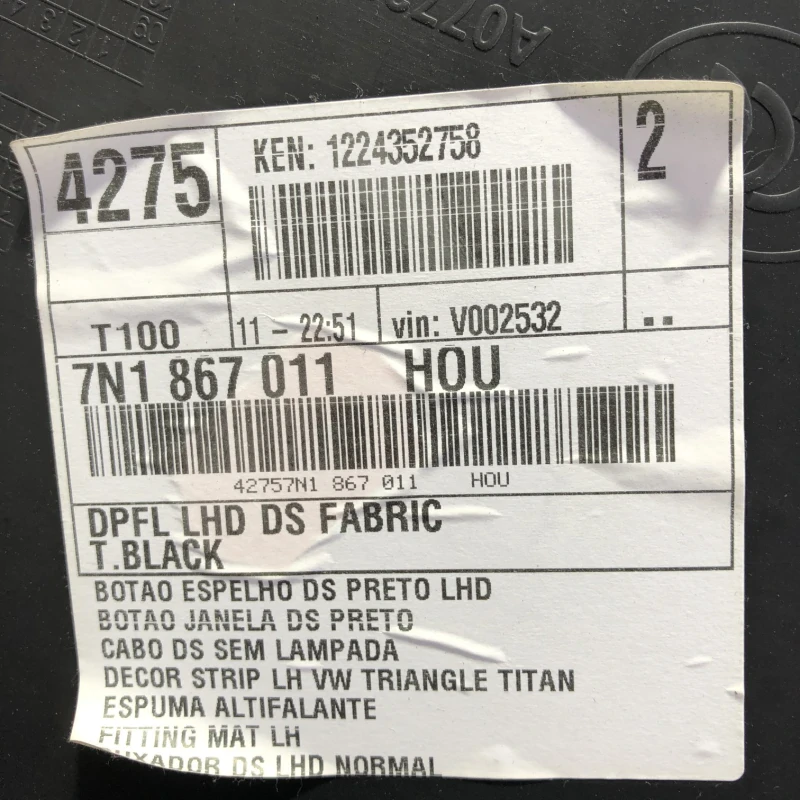 4275
KEN: 1224352758
2
T100
11 - 22:51
vin: V002532
..
7N1 867 011 HOU
42757N1 867 011 HOU
DPFL LHD DS FABRIC
T.BLACK
BOTAO ESPELHO DS PRETO LHD
BOTAO JANELA DS PRETO
CABO DS SEM LAMPADA
DECOR STRIP LH VW TRIANGLE TITAN
ESPUMA ALTIFALANTE
FITTING MAT LH
PUXADOR DS LHD NORMAL